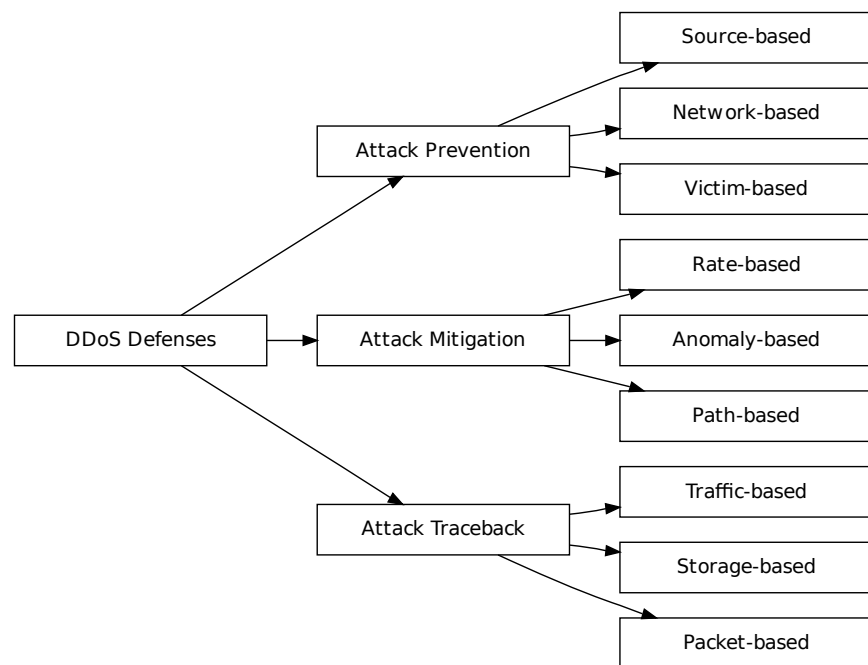 Source-based
Network-based
Attack Prevention
Victim-based
Rate-based
DDoS Defenses
Attack Mitigation
Anomaly-based
Path-based
Traffic-based
Attack Traceback
Storage-based
Packet-based